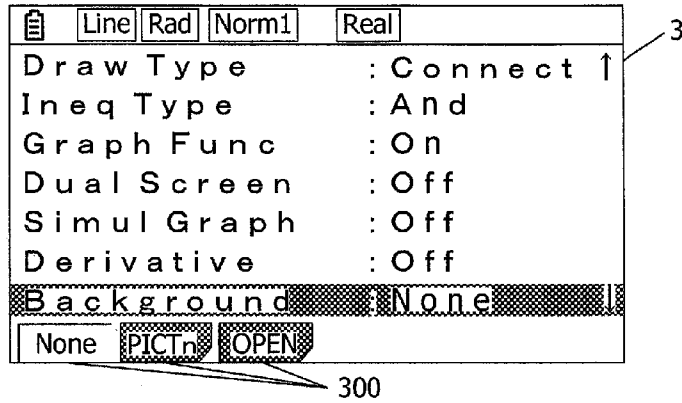 Line Rad Norm1 Real
3
Draw Type : Connect ↑
Ineq Type : And
Graph Func : On
Dual Screen : Off
Simul Graph : Off
Derivative : Off
Background : None ↓
None PICTn OPEN
300